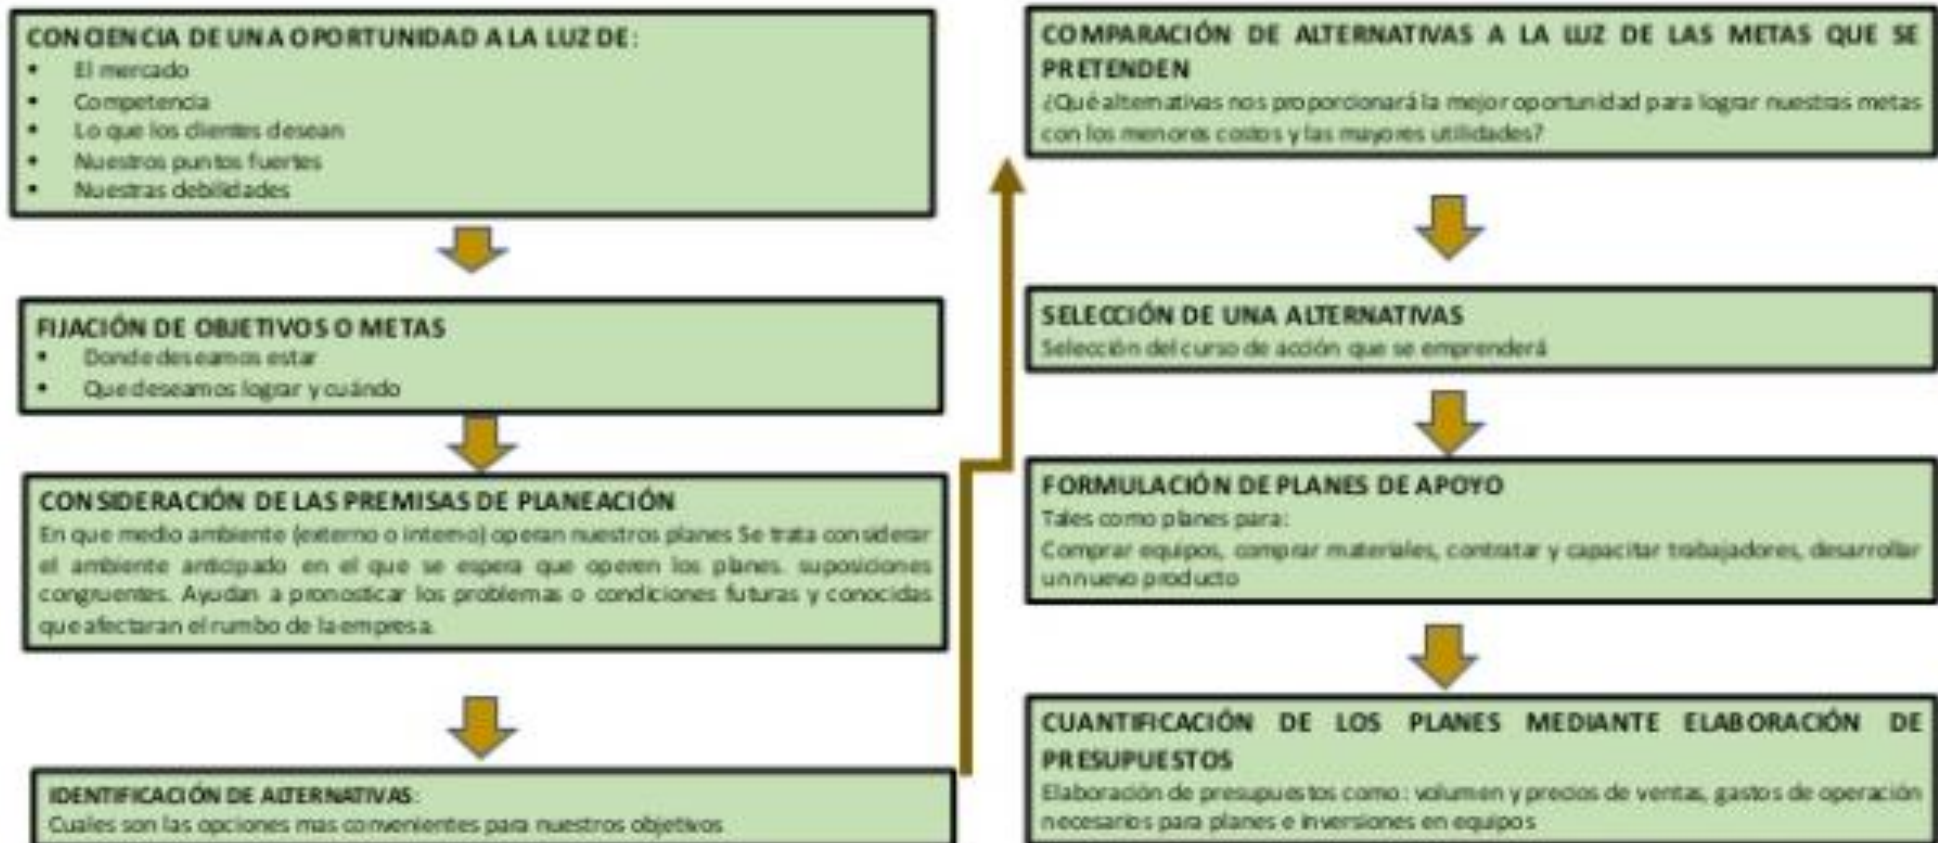 CONCIENCIA DE UNA OPORTUNIDAD A LA LUZ DE:
• El mercado
• Competencia
• Lo que los clientes desean
• Nuestros puntos fuertes
• Nuestras debilidades
FIJACIÓN DE OBJETIVOS O METAS
• Donde deseamos estar
• Que deseamos lograr y cuándo
CONSIDERACIÓN DE LAS PREMISAS DE PLANEACIÓN
En que medio ambiente (externo o interno) operan nuestros planes Se trata considerar
el ambiente anticipado en el que se espera que operen los planes. suposiciones
congruentes. Ayudan a pronosticar los problemas o condiciones futuras y conocidas
que afectaran el rumbo de la empresa.
IDENTIFICACIÓN DE ALTERNATIVAS:
Cuales son las opciones mas convenientes para nuestros objetivos
COMPARACIÓN DE ALTERNATIVAS A LA LUZ DE LAS METAS QUE SE
PRETENDEN
¿Qué alternativas nos proporcionará la mejor oportunidad para lograr nuestras metas
con los menores costos y las mayores utilidades?
SELECCIÓN DE UNA ALTERNATIVAS
Selección del curso de acción que se emprenderá
FORMULACIÓN DE PLANES DE APOYO
Tales como planes para:
Comprar equipos, comprar materiales, contratar y capacitar trabajadores, desarrollar
un nuevo producto
CUANTIFICACIÓN DE LOS PLANES MEDIANTE ELABORACIÓN DE
PRESUPUESTOS
Elaboración de presupuestos como: volumen y precios de ventas, gastos de operación
necesarios para planes e inversiones en equipos